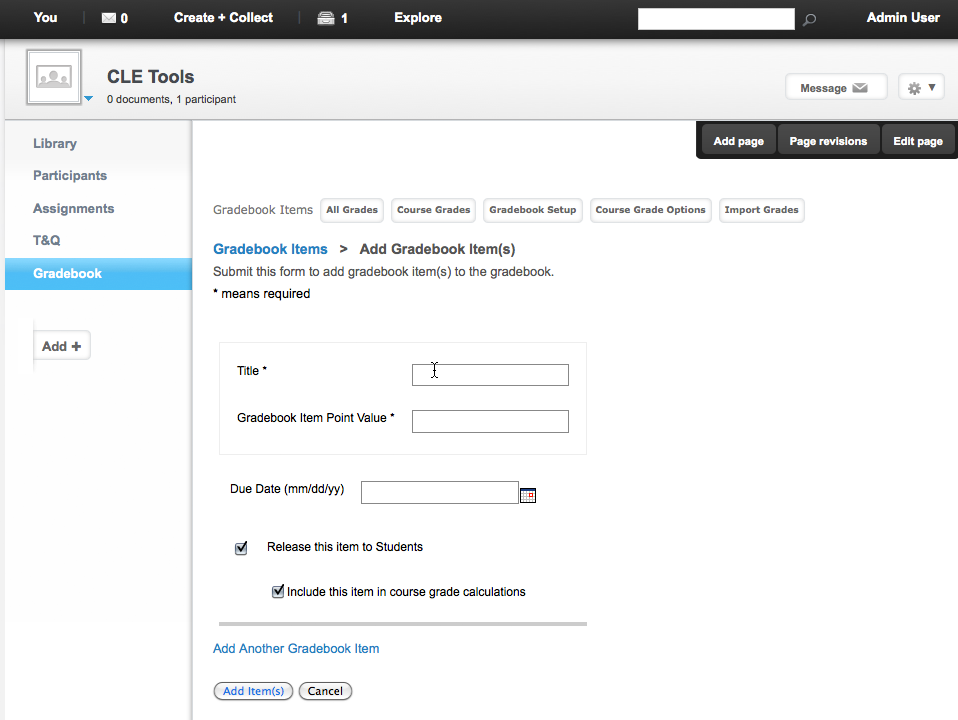 You 0 Create + Collect 1 Explore Admin User
CLE Tools
0 documents, 1 participant
Message
Add page Page revisions Edit page
Library
Participants
Assignments
T&Q
Gradebook
Add +
Gradebook Items All Grades Course Grades Gradebook Setup Course Grade Options Import Grades
Gradebook Items > Add Gradebook Item(s)
Submit this form to add gradebook item(s) to the gradebook.
* means required
Title *
Gradebook Item Point Value *
Due Date (mm/dd/yy)
Release this item to Students
Include this item in course grade calculations
Add Another Gradebook Item
Add Item(s) Cancel